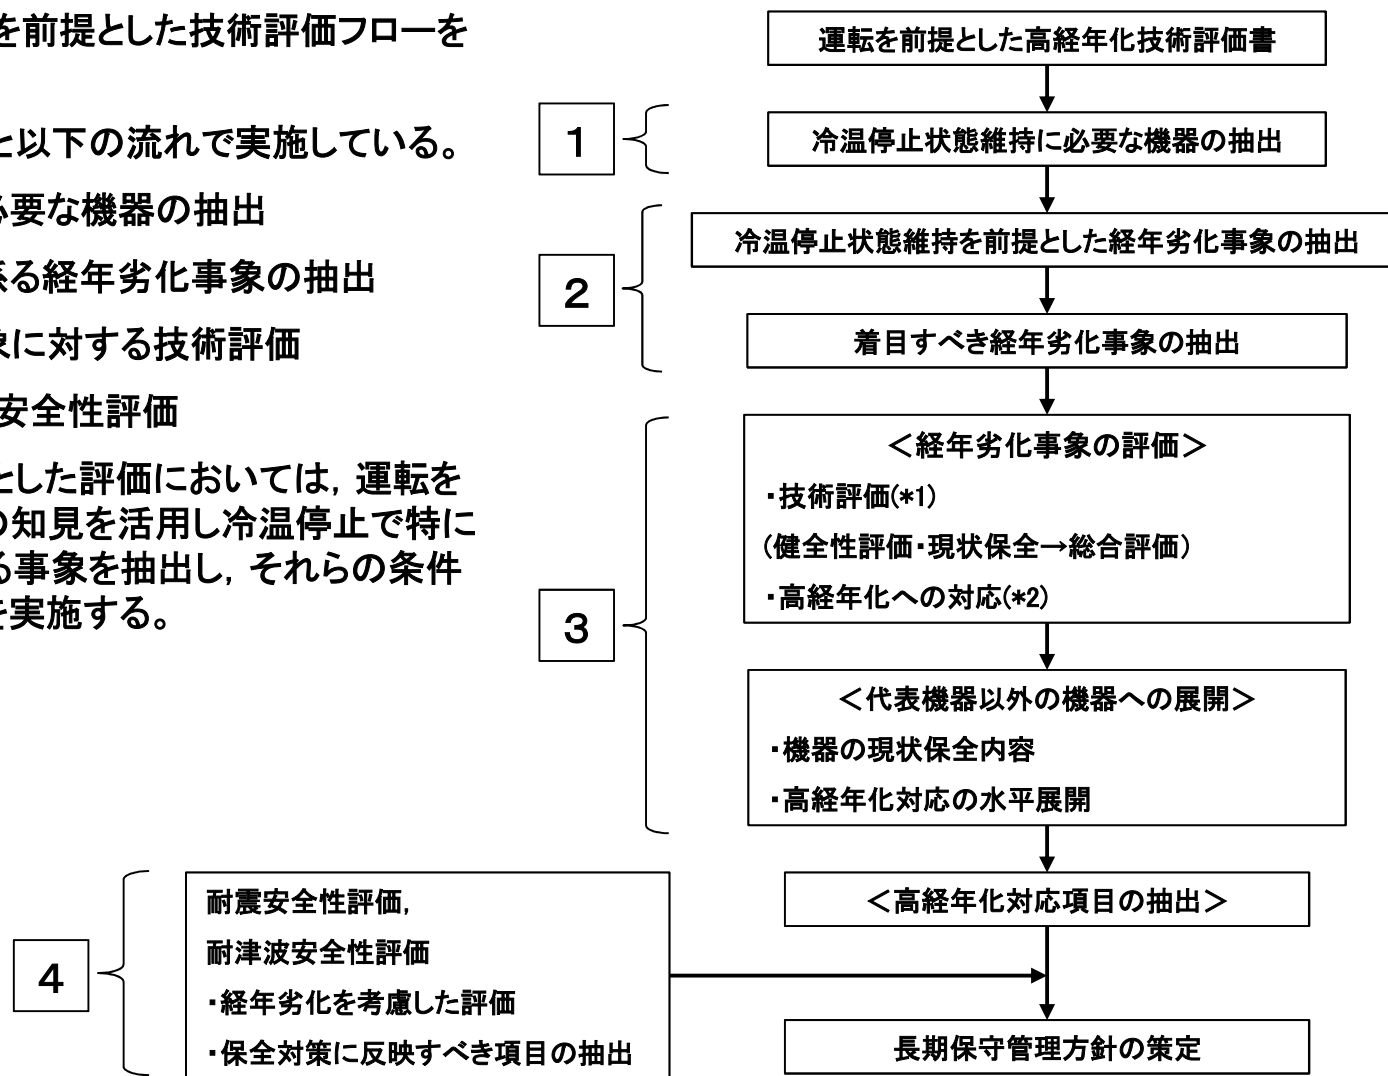 を前提とした技術評価フローを
と以下の流れで実施している。
必要な機器の抽出
係る経年劣化事象の抽出
象に対する技術評価
安全性評価
とした評価においては，運転を
の知見を活用し冷温停止で特に
る事象を抽出し，それらの条件
を実施する。
運転を前提とした高経年化技術評価書
1
冷温停止状態維持に必要な機器の抽出
2
冷温停止状態維持を前提とした経年劣化事象の抽出
着目すべき経年劣化事象の抽出
3
＜経年劣化事象の評価＞
・技術評価(*1)
(健全性評価・現状保全→総合評価)
・高経年化への対応(*2)
＜代表機器以外の機器への展開＞
・機器の現状保全内容
・高経年化対応の水平展開
＜高経年化対応項目の抽出＞
4
耐震安全性評価，
耐津波安全性評価
・経年劣化を考慮した評価
・保全対策に反映すべき項目の抽出
長期保守管理方針の策定